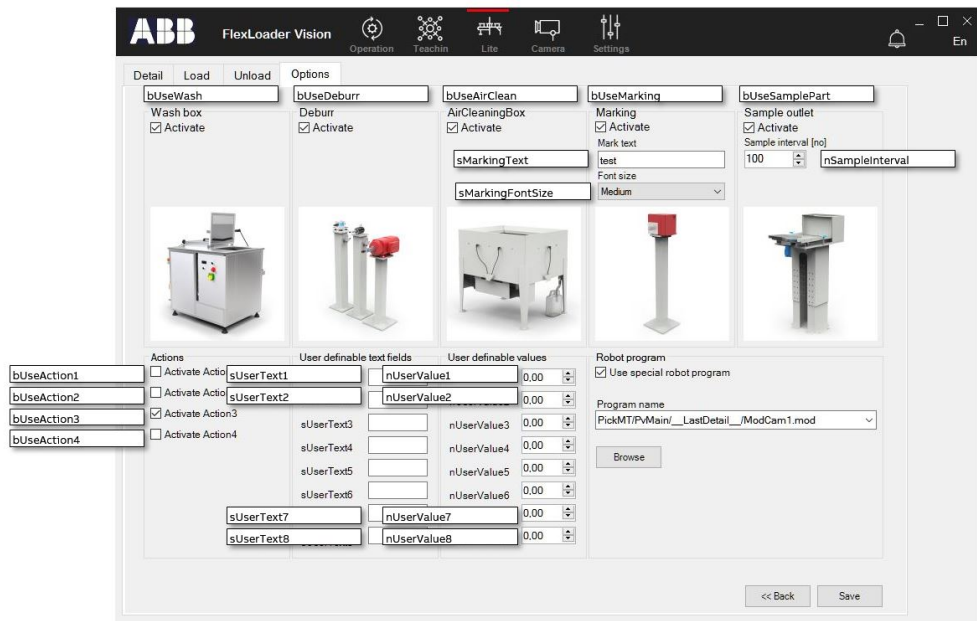 ABB
FlexLoader Vision
Operation
Teachin
Lite
Camera
Settings
En
Detail
Load
Unload
Options
bUseWash
bUseDeburr
bUseAirClean
bUseMarking
bUseSamplePart
Wash box
Activate
Deburr
Activate
AirCleaningBox
Activate
Marking
Activate
Mark text
sMarkingText
test
Font size
sMarkingFontSize
Medium
Sample outlet
Activate
Sample interval [no]
100
nSampleInterval
Actions
bUseAction1
Activate Actio
bUseAction2
Activate Actio
bUseAction3
Activate Action3
bUseAction4
Activate Action4
User definable text fields
sUserText1
sUserText2
sUserText3
sUserText4
sUserText5
sUserText6
sUserText7
sUserText8
User definable values
nUserValue1
0,00
nUserValue2
0,00
nUserValue3
0,00
nUserValue4
0,00
nUserValue5
0,00
nUserValue6
0,00
nUserValue7
0,00
nUserValue8
0,00
Robot program
Use special robot program
Program name
PickMT/PvMain/__LastDetail__/ModCam1.mod
Browse
<< Back
Save